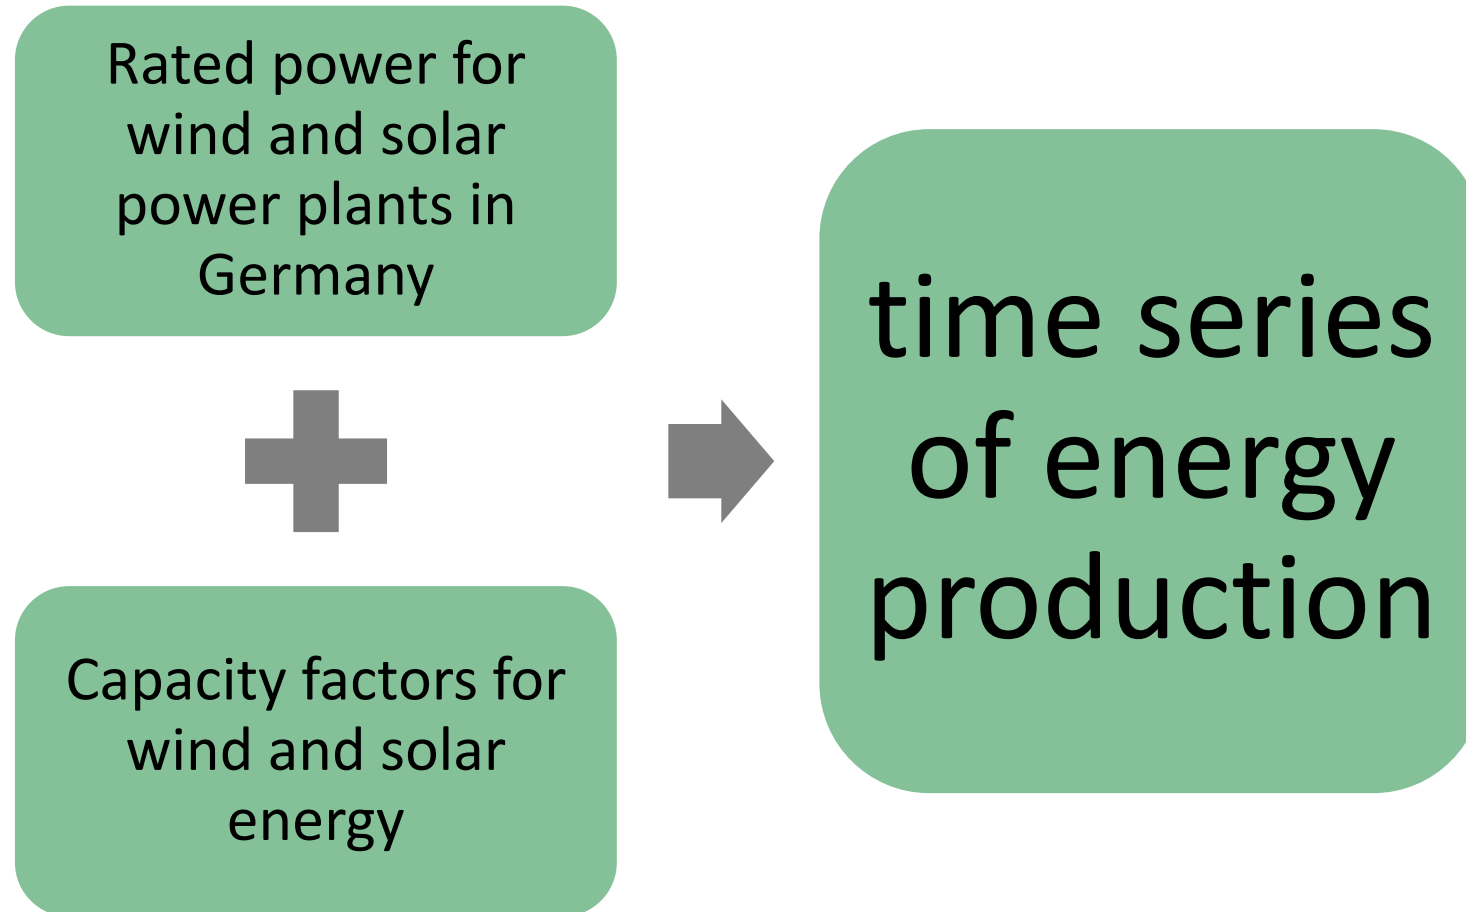 Rated power for
wind and solar
power plants in
Germany
Capacity factors for
wind and solar
energy
time series
of energy
production